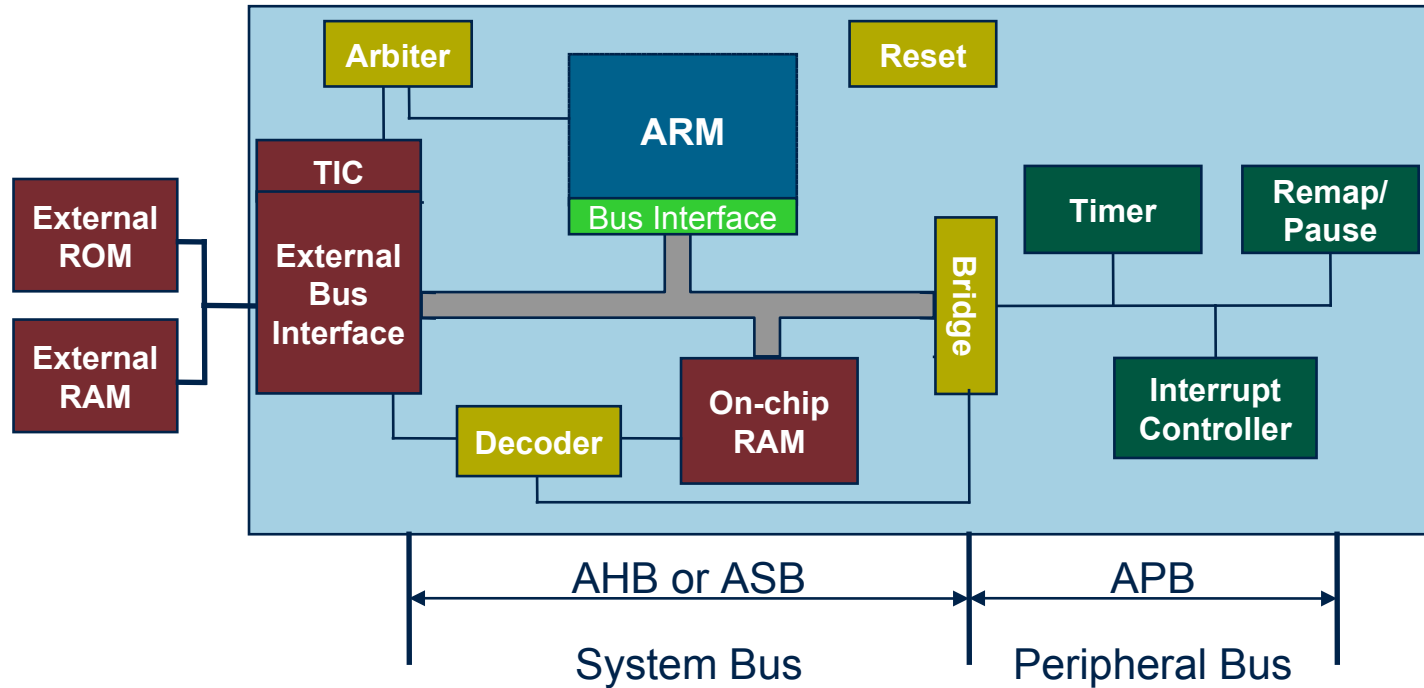 Arbiter
Reset
ARM
TIC
Bus Interface
External
ROM
External
RAM
External
Bus
Interface
Bridge
Timer
Remap/
Pause
Interrupt
Controller
On-chip
RAM
Decoder
AHB or ASB
APB
System Bus
Peripheral Bus